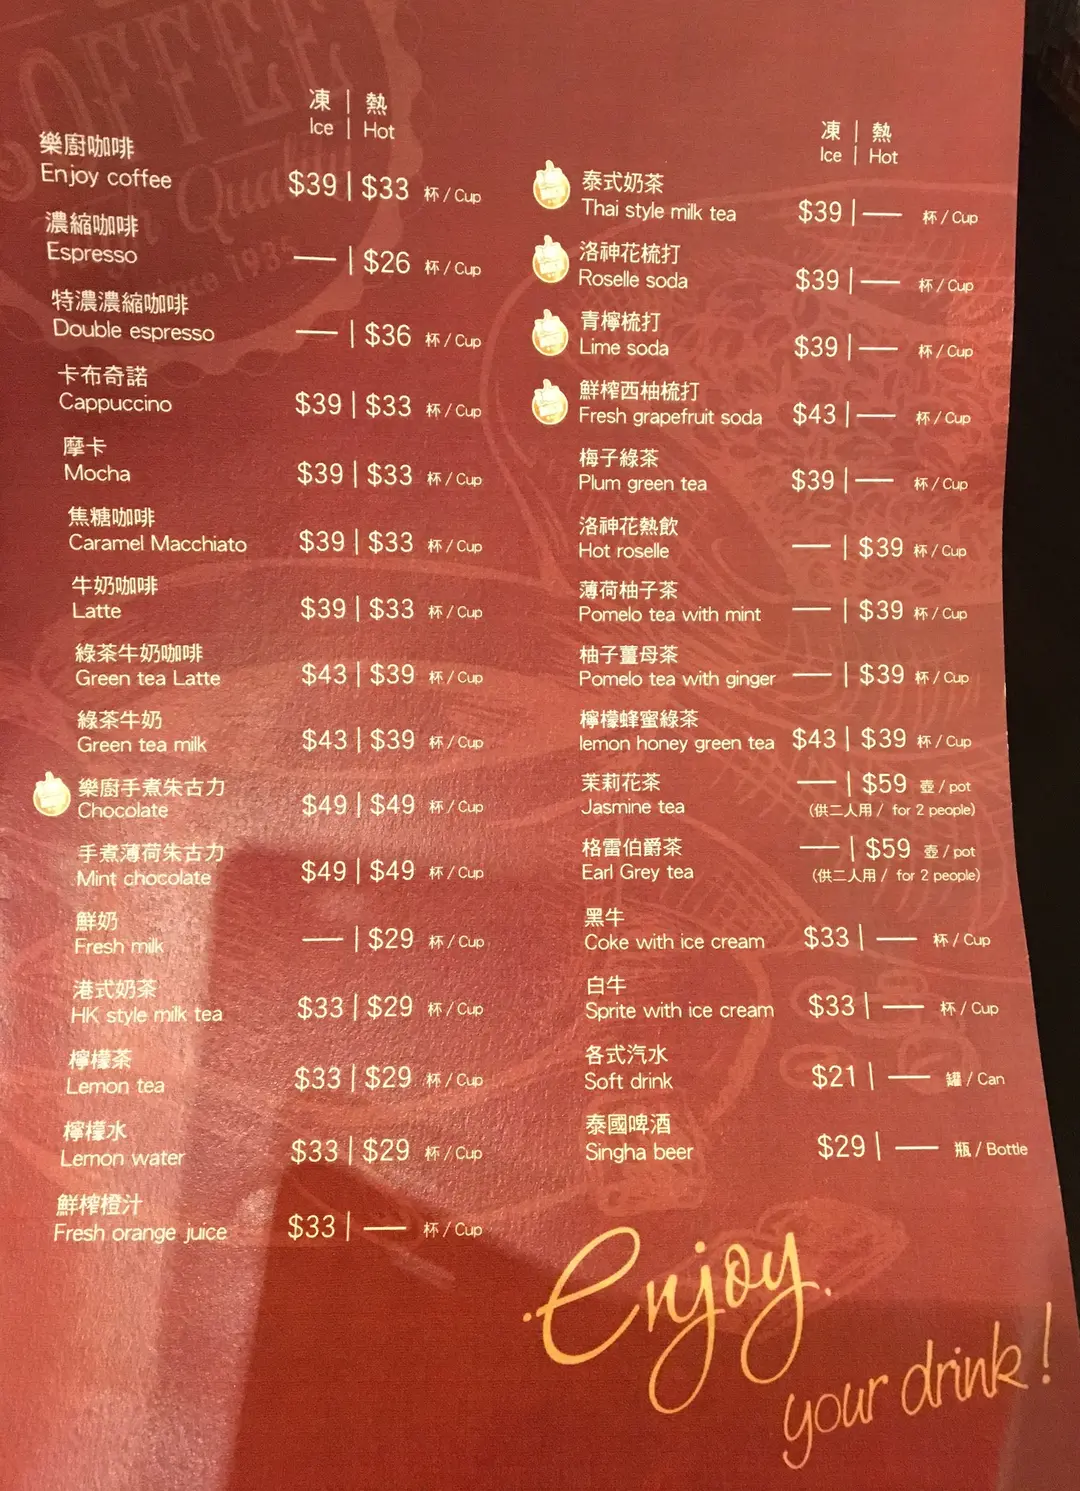 COFFEE
Quality
Since 1985
凍 | 熱
Ice | Hot
樂廚咖啡
Enjoy coffee $39 | $33 杯 / Cup
濃縮咖啡
Espresso — | $26 杯 / Cup
特濃濃縮咖啡
Double espresso — | $36 杯 / Cup
卡布奇諾
Cappuccino $39 | $33 杯 / Cup
摩卡
Mocha $39 | $33 杯 / Cup
焦糖咖啡
Caramel Macchiato $39 | $33 杯 / Cup
牛奶咖啡
Latte $39 | $33 杯 / Cup
綠茶牛奶咖啡
Green tea Latte $43 | $39 杯 / Cup
綠茶牛奶
Green tea milk $43 | $39 杯 / Cup
樂廚手煮朱古力
Chocolate $49 | $49 杯 / Cup
手煮薄荷朱古力
Mint chocolate $49 | $49 杯 / Cup
鮮奶
Fresh milk — | $29 杯 / Cup
港式奶茶
HK style milk tea $33 | $29 杯 / Cup
檸檬茶
Lemon tea $33 | $29 杯 / Cup
檸檬水
Lemon water $33 | $29 杯 / Cup
鮮榨橙汁
Fresh orange juice $33 | — 杯 / Cup
凍 | 熱
Ice | Hot
泰式奶茶
Thai style milk tea $39 | — 杯 / Cup
洛神花梳打
Roselle soda $39 | — 杯 / Cup
青檸梳打
Lime soda $39 | — 杯 / Cup
鮮榨西柚梳打
Fresh grapefruit soda $43 | — 杯 / Cup
梅子綠茶
Plum green tea $39 | — 杯 / Cup
洛神花熱飲
Hot roselle — | $39 杯 / Cup
薄荷柚子茶
Pomelo tea with mint — | $39 杯 / Cup
柚子薑母茶
Pomelo tea with ginger — | $39 杯 / Cup
檸檬蜂蜜綠茶
lemon honey green tea $43 | $39 杯 / Cup
茉莉花茶 — | $59 壺 / pot
Jasmine tea (供二人用 / for 2 people)
格雷伯爵茶 — | $59 壺 / pot
Earl Grey tea (供二人用 / for 2 people)
黑牛
Coke with ice cream $33 | — 杯 / Cup
白牛
Sprite with ice cream $33 | — 杯 / Cup
各式汽水
Soft drink $21 | — 罐 / Can
泰國啤酒
Singha beer $29 | — 瓶 / Bottle
enjoy
your drink!